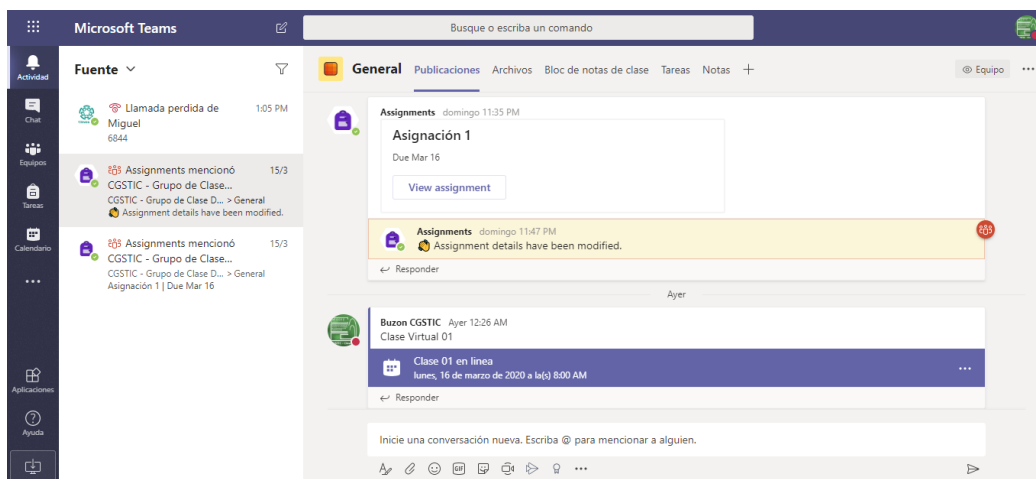 Microsoft Teams
Busque o escriba un comando
Actividad
Chat
Equipos
Tareas
Calendario
Aplicaciones
Ayuda
Fuente
Llamada perdida de Miguel
1:05 PM
6844
Assignments mencionó
15/3
CGSTIC - Grupo de Clase...
CGSTIC - Grupo de Clase D... > General
Assignment details have been modified.
Assignments mencionó
15/3
CGSTIC - Grupo de Clase...
CGSTIC - Grupo de Clase D... > General
Asignación 1 | Due Mar 16
General Publicaciones Archivos Bloc de notas de clase Tareas Notas
Equipo
Assignments domingo 11:35 PM
Asignación 1
Due Mar 16
View assignment
Assignments domingo 11:47 PM
Assignment details have been modified.
Responder
Ayer
Buzon CGSTIC Ayer 12:26 AM
Clase Virtual 01
Clase 01 en linea
lunes, 16 de marzo de 2020 a la(s) 8:00 AM
Responder
Inicie una conversación nueva. Escriba @ para mencionar a alguien.
GIF